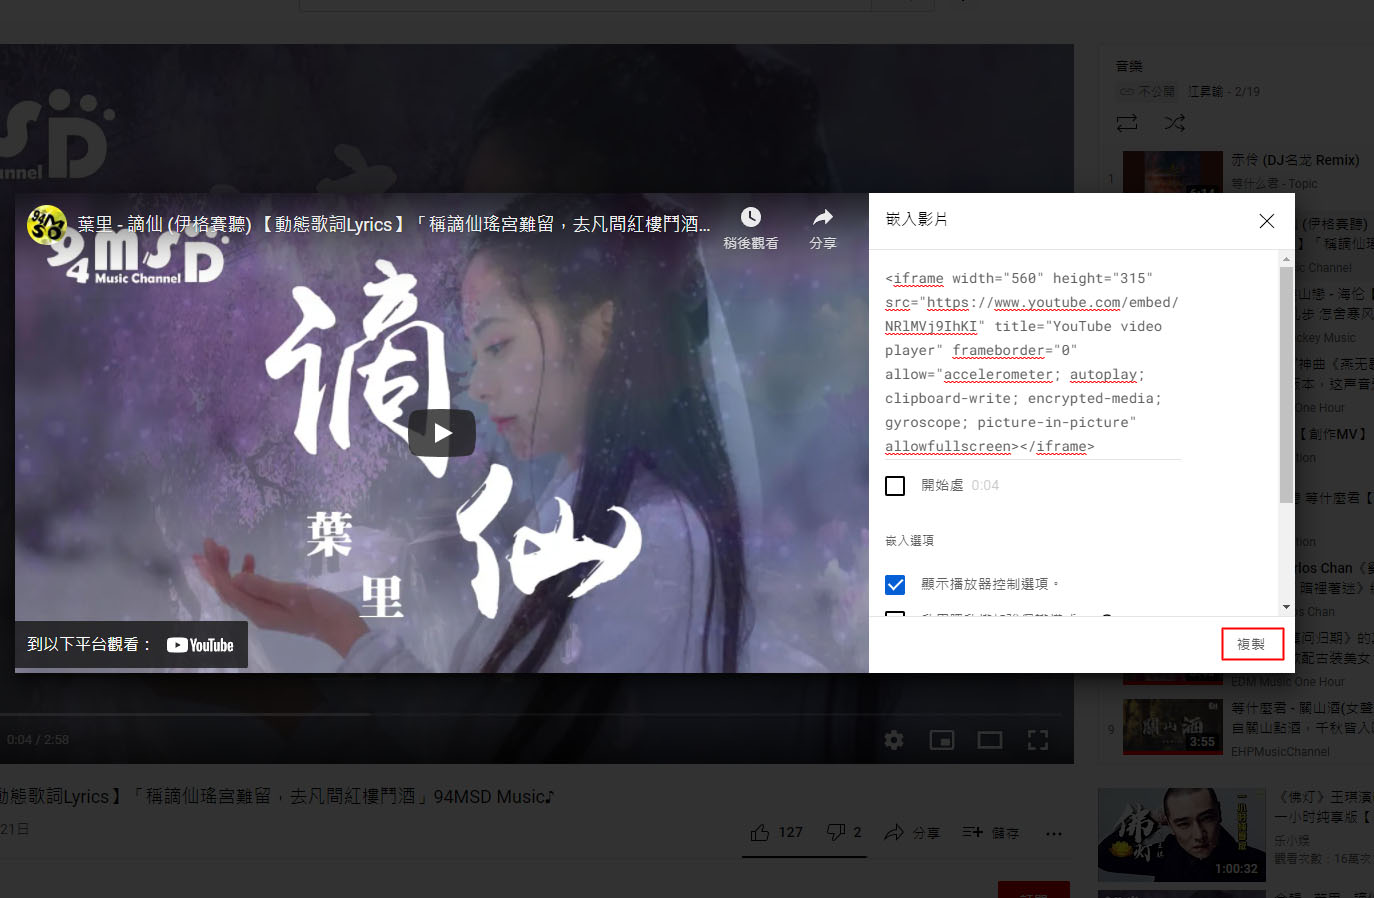 葉里 - 謫仙 (伊格賽聽) 【動態歌詞Lyrics】「稱謫仙瑤宮難留，去凡間紅樓鬥酒...
稍後觀看
分享
94MSD
Music Channel
謫仙
葉里
到以下平台觀看：
YouTube
嵌入影片
<iframe width="560" height="315"
src="https://www.youtube.com/embed/
NRlMVj9IhKI" title="YouTube video
player" frameborder="0"
allow="accelerometer; autoplay;
clipboard-write; encrypted-media;
gyroscope; picture-in-picture"
allowfullscreen></iframe>
開始處 0:04
嵌入選項
顯示播放器控制選項。
複製
0:04 / 2:58
動態歌詞Lyrics】「稱謫仙瑤宮難留，去凡間紅樓鬥酒」94MSD Music♪
21日
127
2
分享
儲存
音樂
不公開
江昇諭 - 2/19
1
赤伶 (DJ名龙 Remix)
等什么君 - Topic
(伊格賽聽)
】「稱謫仙瑤
ic Channel
山戀 - 海伦【
步 怎舍寒风
ckey Music
神曲《燕无
本，这声音
One Hour
【創作MV】
tion
等什麼君【
tion
rlos Chan《
暗裡著迷》
os Chan
问归期》的
配古装美女
EDM Music One Hour
9
關山酒
3:55
等什麼君 - 關山酒(女聲
自關山點酒，千秋皆入
EHPMusicChannel
佛灯
1:00:32
《佛灯》王琪演
一小时纯享版【
乐小娱
觀看次數：16萬次